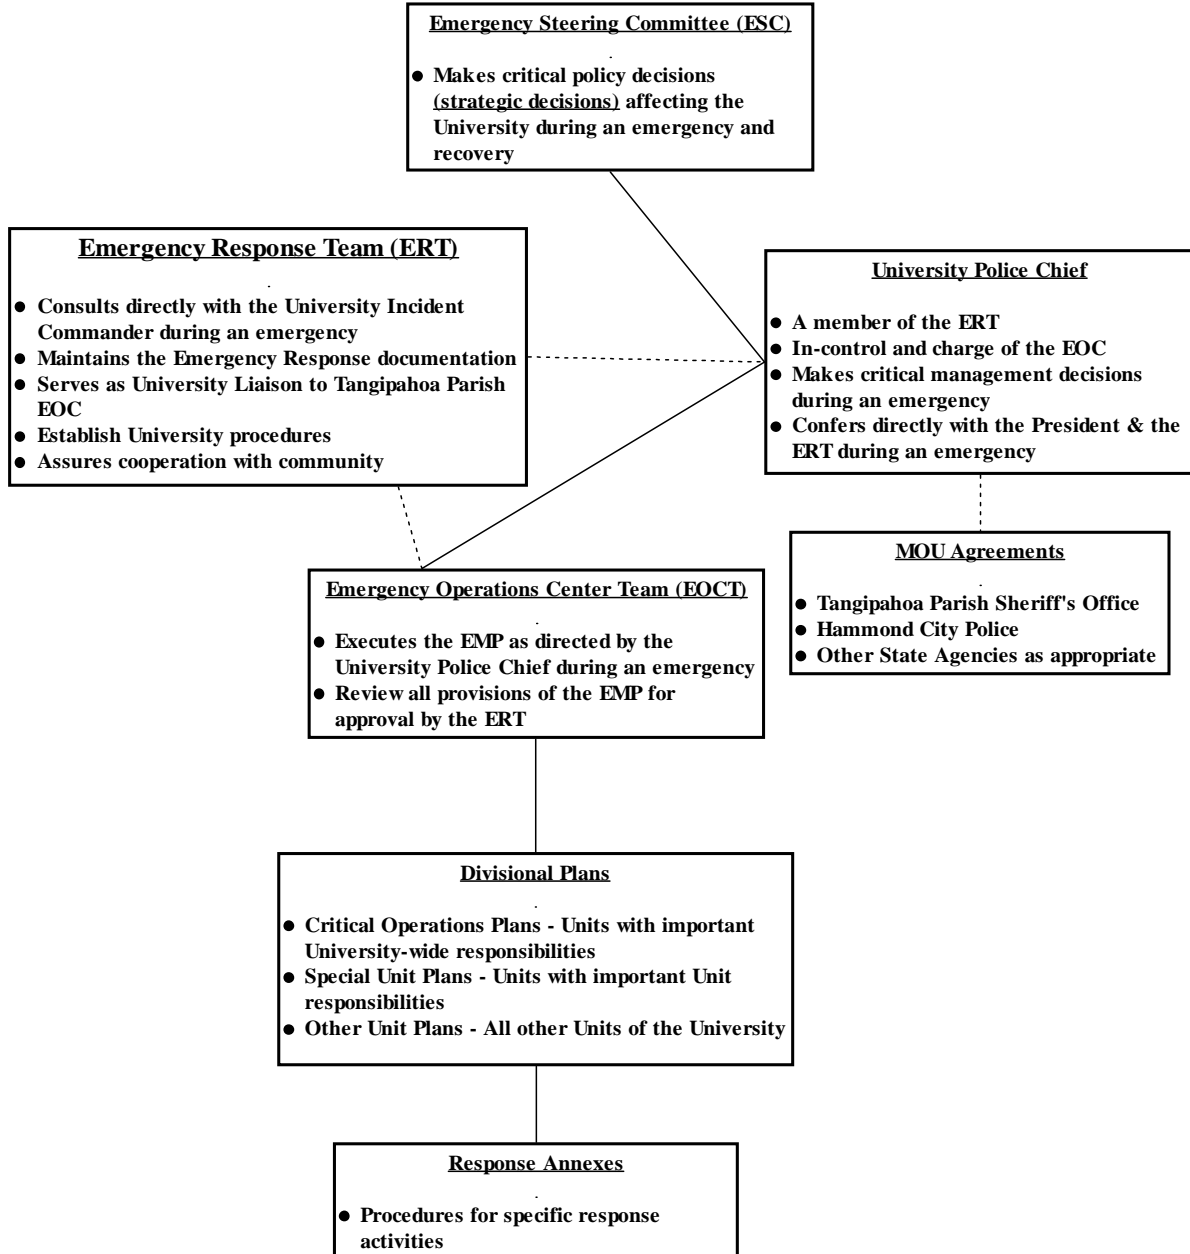 Emergency Steering Committee (ESC)
.
● Makes critical policy decisions
(strategic decisions) affecting the
University during an emergency and
recovery
Emergency Response Team (ERT)
.
● Consults directly with the University Incident
Commander during an emergency
● Maintains the Emergency Response documentation
● Serves as University Liaison to Tangipahoa Parish
EOC
● Establish University procedures
● Assures cooperation with community
University Police Chief
.
● A member of the ERT
● In-control and charge of the EOC
● Makes critical management decisions
during an emergency
● Confers directly with the President & the
ERT during an emergency
MOU Agreements
.
● Tangipahoa Parish Sheriff's Office
● Hammond City Police
● Other State Agencies as appropriate
Emergency Operations Center Team (EOCT)
.
● Executes the EMP as directed by the
University Police Chief during an emergency
● Review all provisions of the EMP for
approval by the ERT
Divisional Plans
.
● Critical Operations Plans - Units with important
University-wide responsibilities
● Special Unit Plans - Units with important Unit
responsibilities
● Other Unit Plans - All other Units of the University
Response Annexes
.
● Procedures for specific response
activities